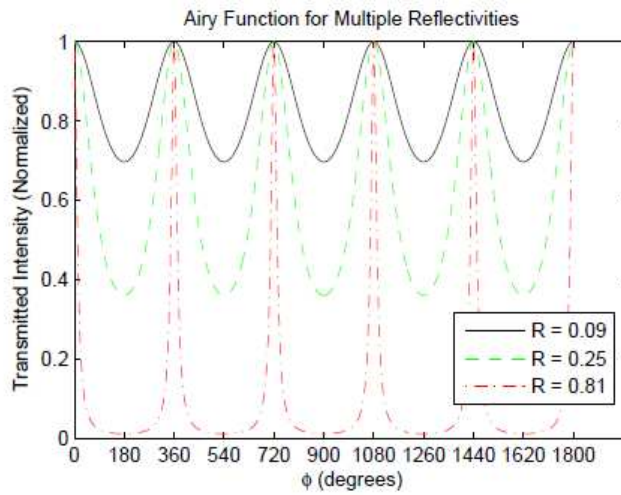 Airy Function for Multiple Reflectivities
Transmitted Intensity (Normalized)
1
0.8
0.6
0.4
0.2
0
R = 0.09
R = 0.25
R = 0.81
0 180 360 540 720 900 1080 1260 1440 1620 1800
ϕ (degrees)